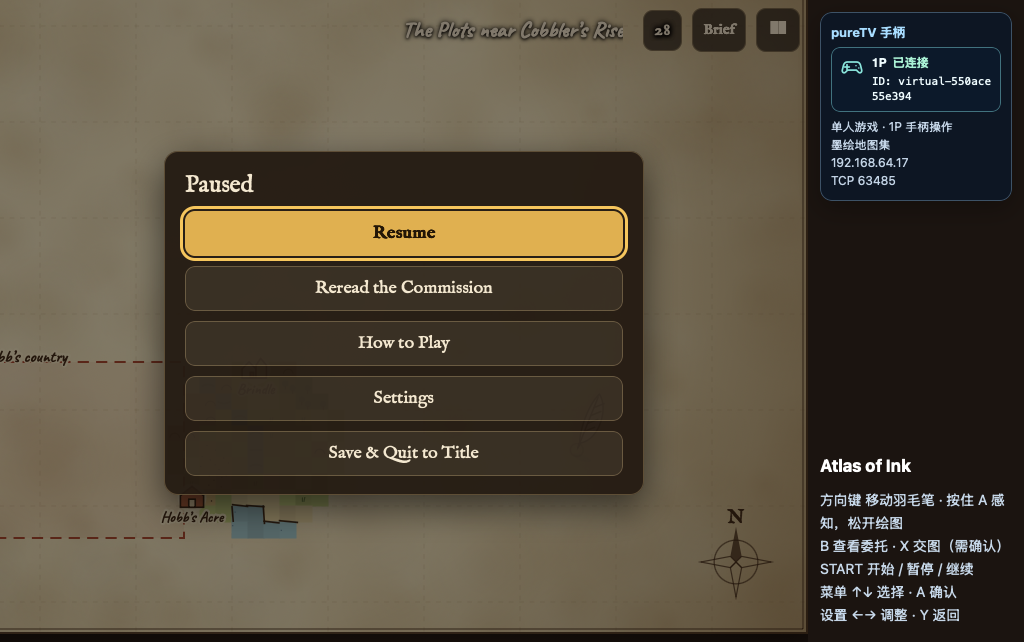 The Plots near Cobbler's Rise
28
Brief
Paused
Resume
Reread the Commission
How to Play
Settings
Save & Quit to Title
bb's country.
Hobb's Acre
N
pureTV 手柄
1P 已连接
ID: virtual-550ace
55e394
单人游戏 · 1P 手柄操作
墨绘地图集
192.168.64.17
TCP 63485
Atlas of Ink
方向键 移动羽毛笔 · 按住 A 感
知，松开绘图
B 查看委托 · X 交图（需确认）
START 开始 / 暂停 / 继续
菜单 ↑↓ 选择 · A 确认
设置 ←→ 调整 · Y 返回